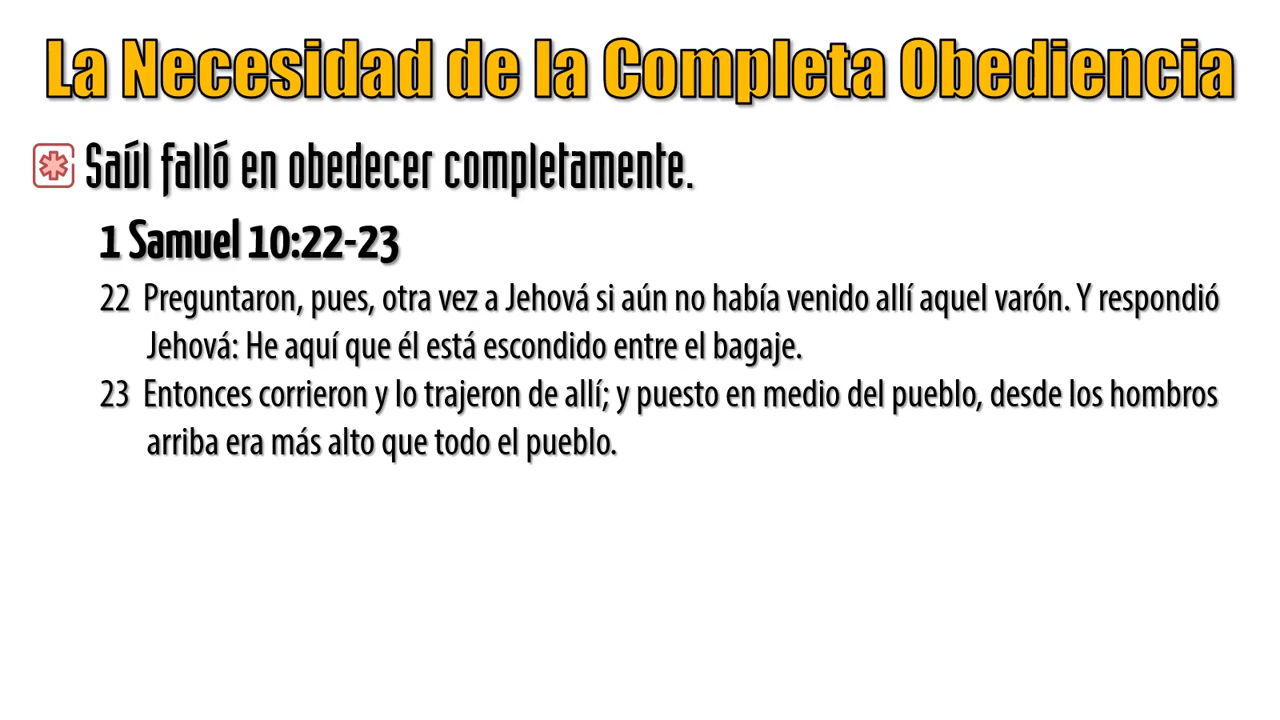 La Necesidad de la Completa Obediencia
Saúl falló en obedecer completamente.
1 Samuel 10:22-23
22 Preguntaron, pues, otra vez a Jehová si aún no había venido allí aquel varón. Y respondió
Jehová: He aquí que él está escondido entre el bagaje.
23 Entonces corrieron y lo trajeron de allí; y puesto en medio del pueblo, desde los hombros
arriba era más alto que todo el pueblo.